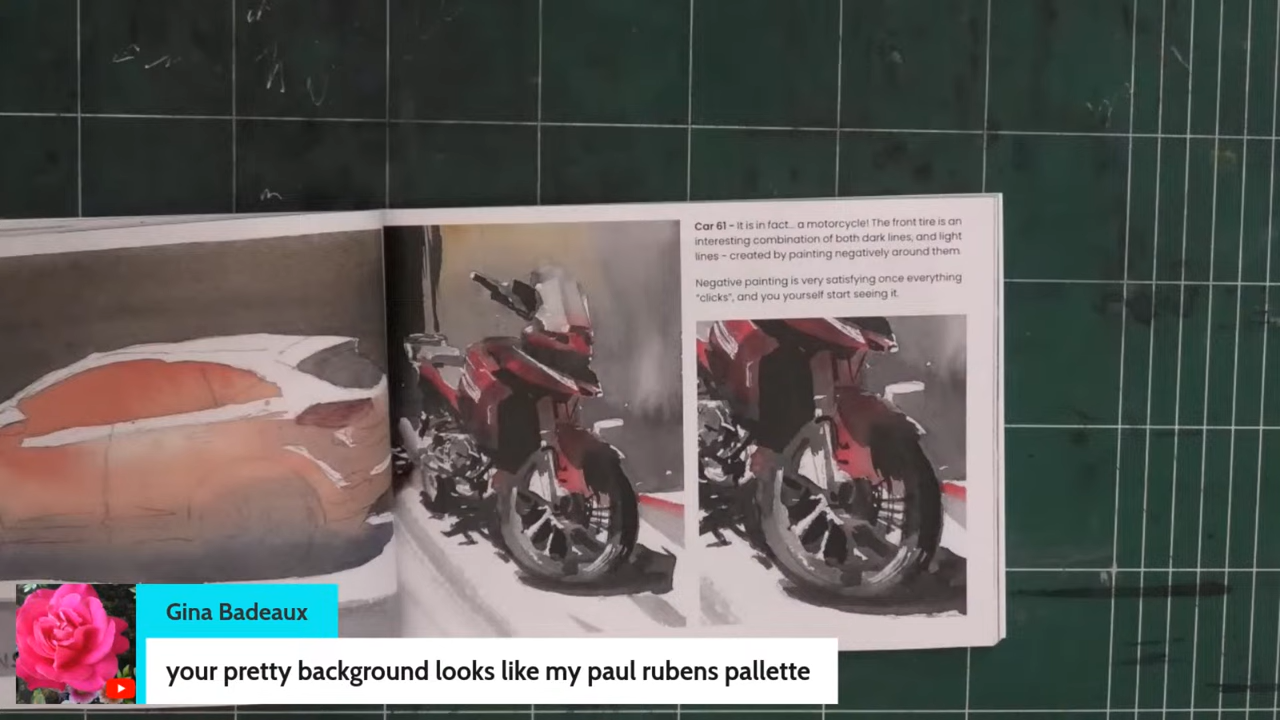 Car 61 - It is in fact... a motorcycle! The front tire is an
interesting combination of both dark lines, and light
lines - created by painting negatively around them.
Negative painting is very satisfying once everything
"clicks", and you yourself start seeing it.
Gina Badeaux
your pretty background looks like my paul rubens pallette